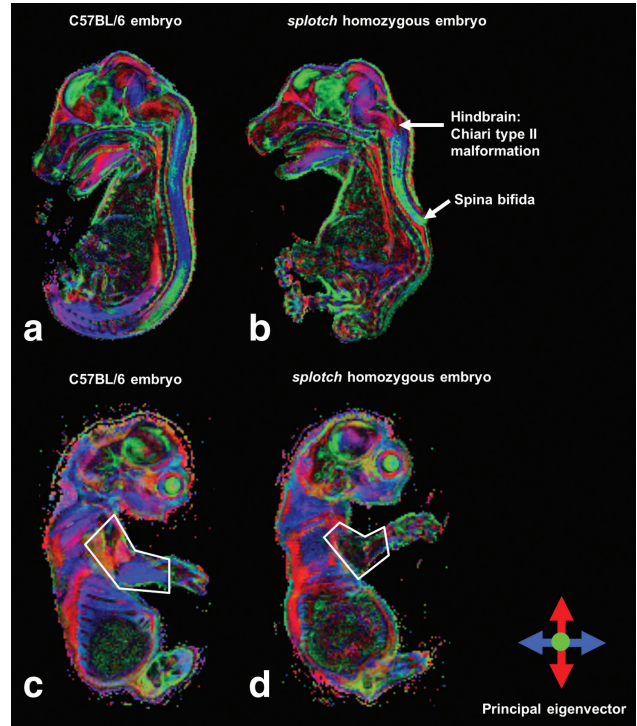 C57BL/6 embryo
splotch homozygous embryo
Hindbrain:
Chiari type II
malformation
Spina bifida
a
b
C57BL/6 embryo
splotch homozygous embryo
c
d
Principal eigenvector